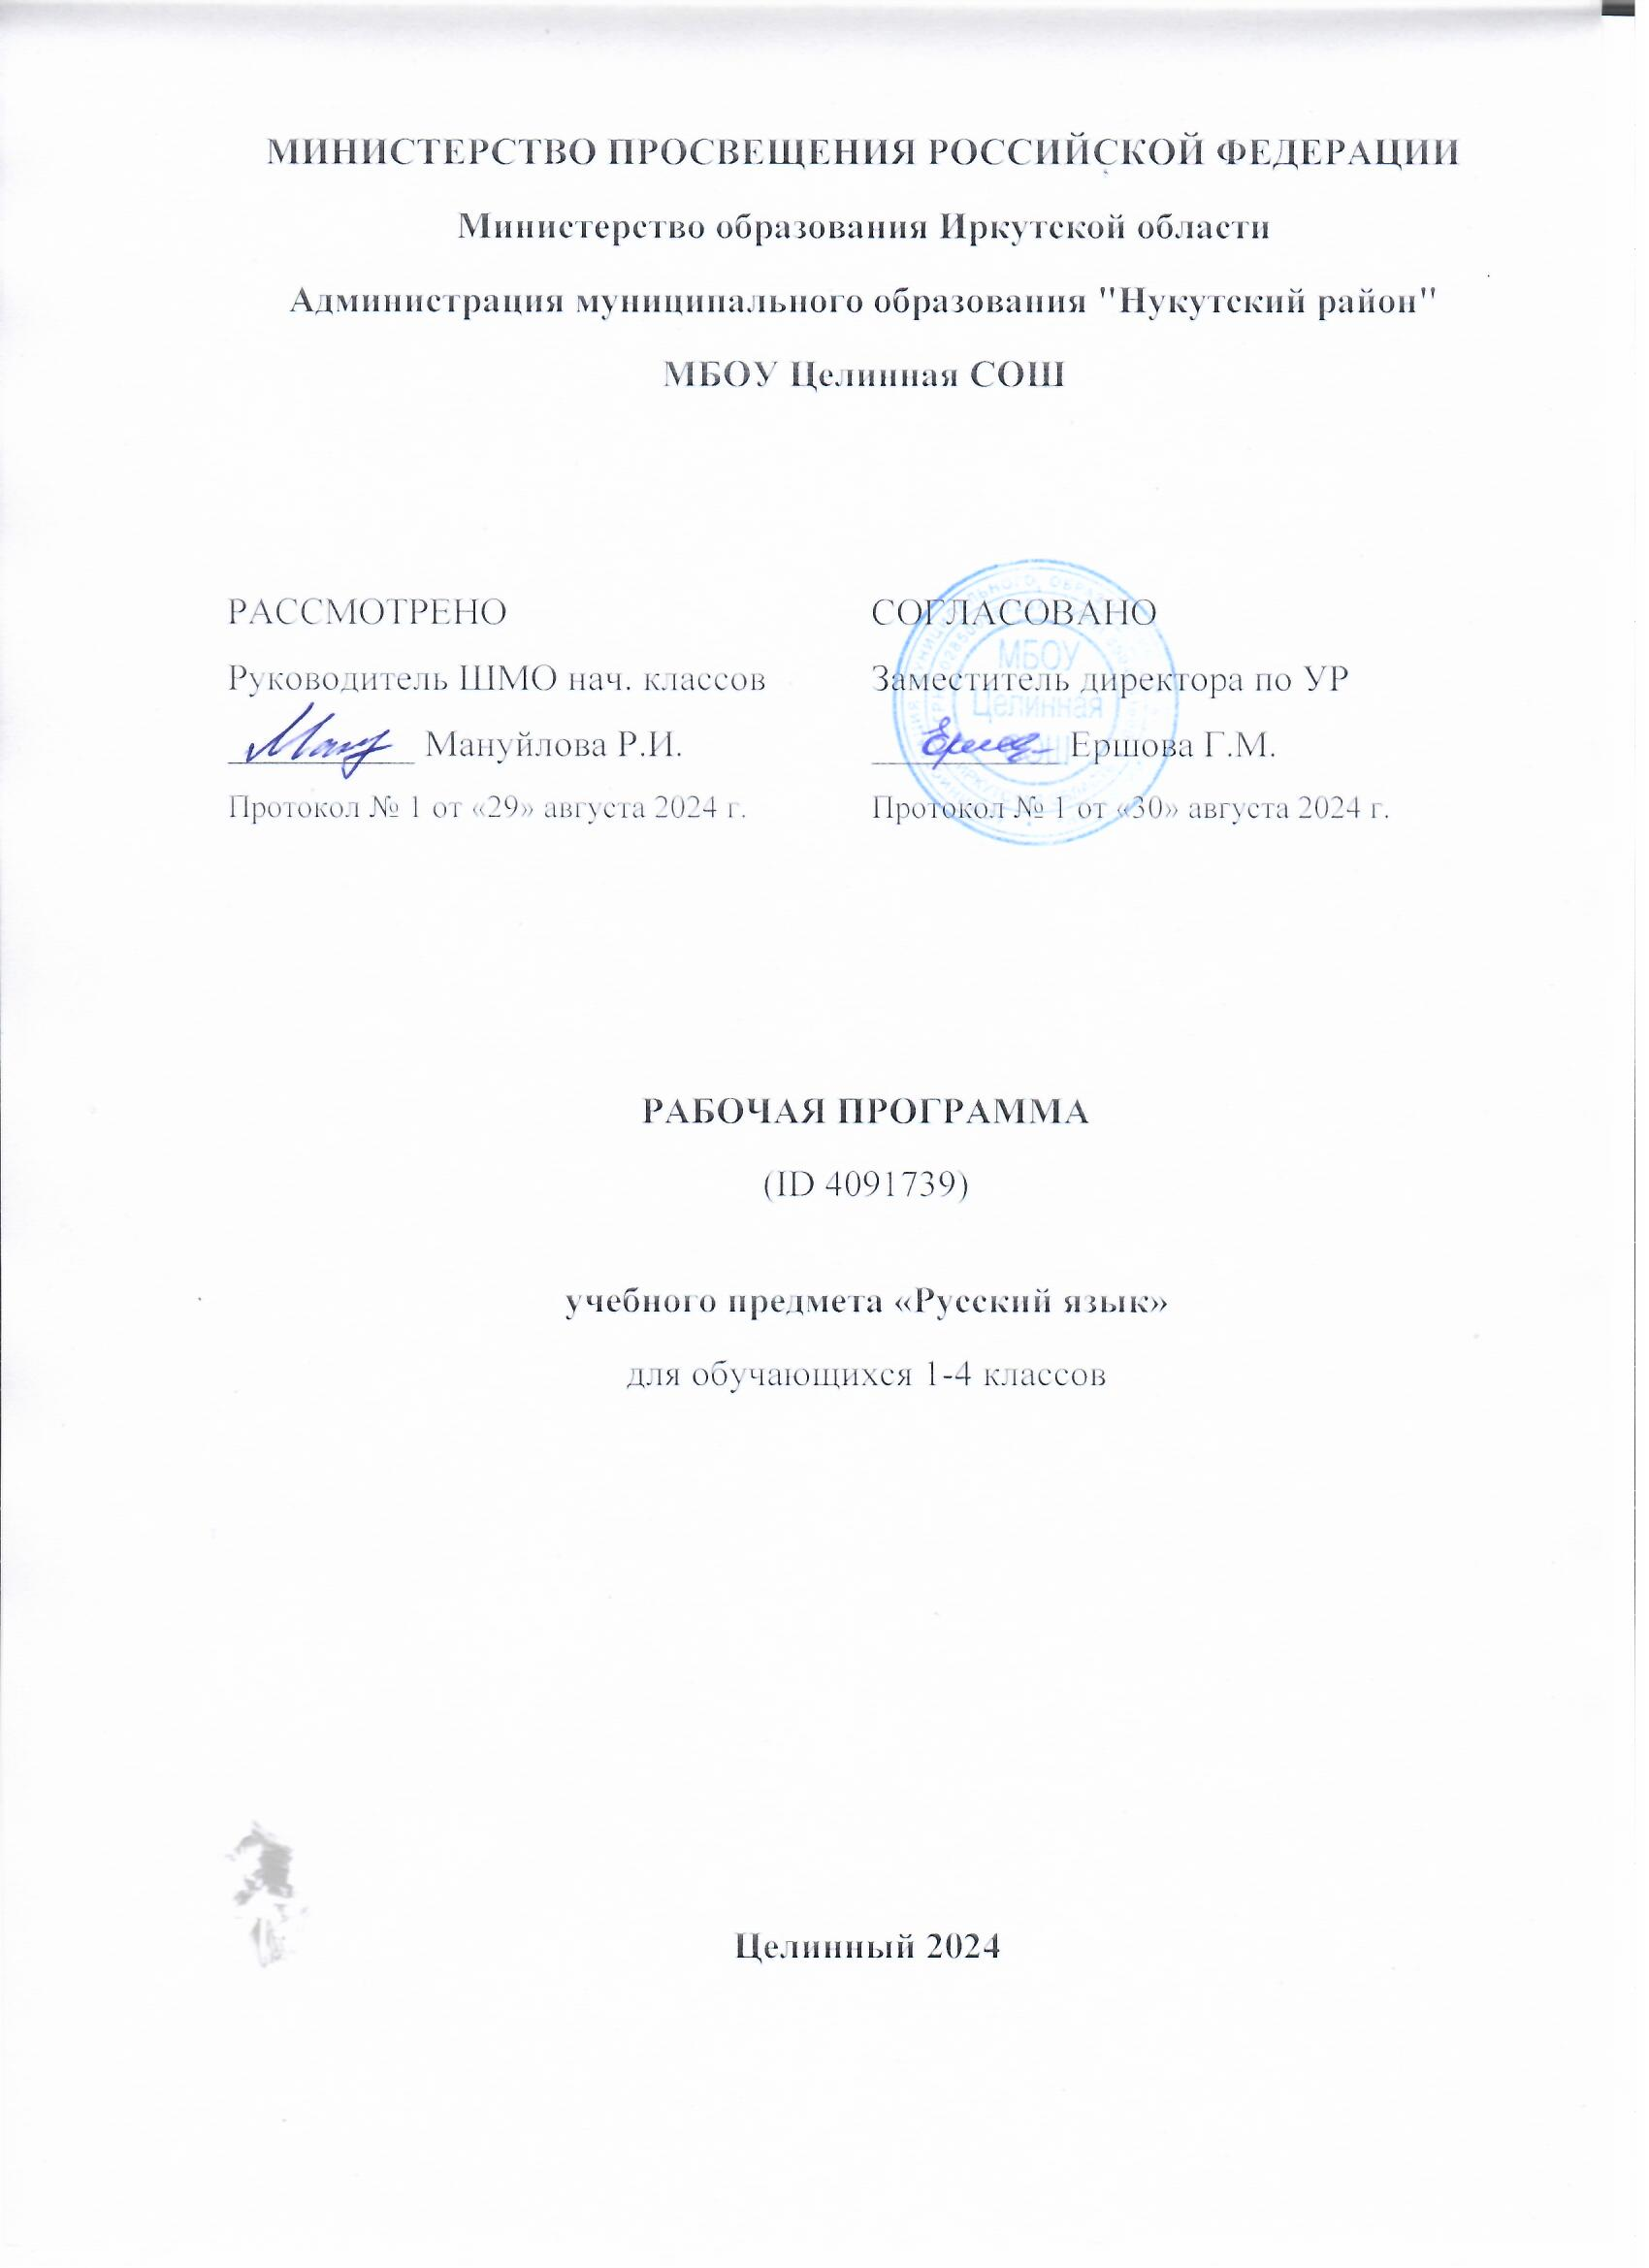 МИНИСТЕРСТВО ПРОСВЕЩЕНИЯ РОССИЙСКОЙ ФЕДЕРАЦИИ
Министерство образования Иркутской области
Администрация муниципального образования "Нукутский район"
МБОУ Целинная СОШ
РАССМОТРЕНО
Руководитель ШМО нач. классов
Мануйлова Р.И.
Протокол № 1 от «29» августа 2024 г.
СОГЛАСОВАНО
Заместитель директора по УР
Ершова Г.М.
Протокол № 1 от «30» августа 2024 г.
МБОУ
Целинная
СОШ
РАБОЧАЯ ПРОГРАММА
(ID 4091739)
учебного предмета «Русский язык»
для обучающихся 1-4 классов
Целинный 2024